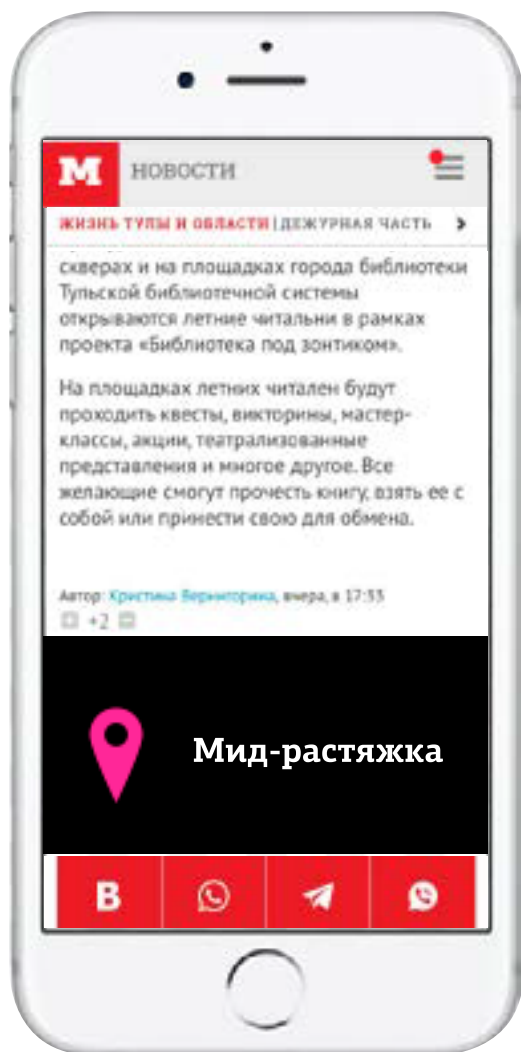 М НОВОСТИ
ЖИЗНЬ ТУЛЫ И ОБЛАСТИ | ДЕЖУРНАЯ ЧАСТЬ >
скверах и на площадках города библиотеки
Тульской библиотечной системы
открываются летние читальни в рамках
проекта «Библиотека под зонтиком».
На площадках летних читален будут
проходить квесты, викторины, мастер-
классы, акции, театрализованные
представления и многое другое. Все
желающие смогут прочесть книгу, взять ее с
собой или принести свою для обмена.
Автор: Кристина Верниторина, вчера, в 17:33
+2
Мид-растяжка
В